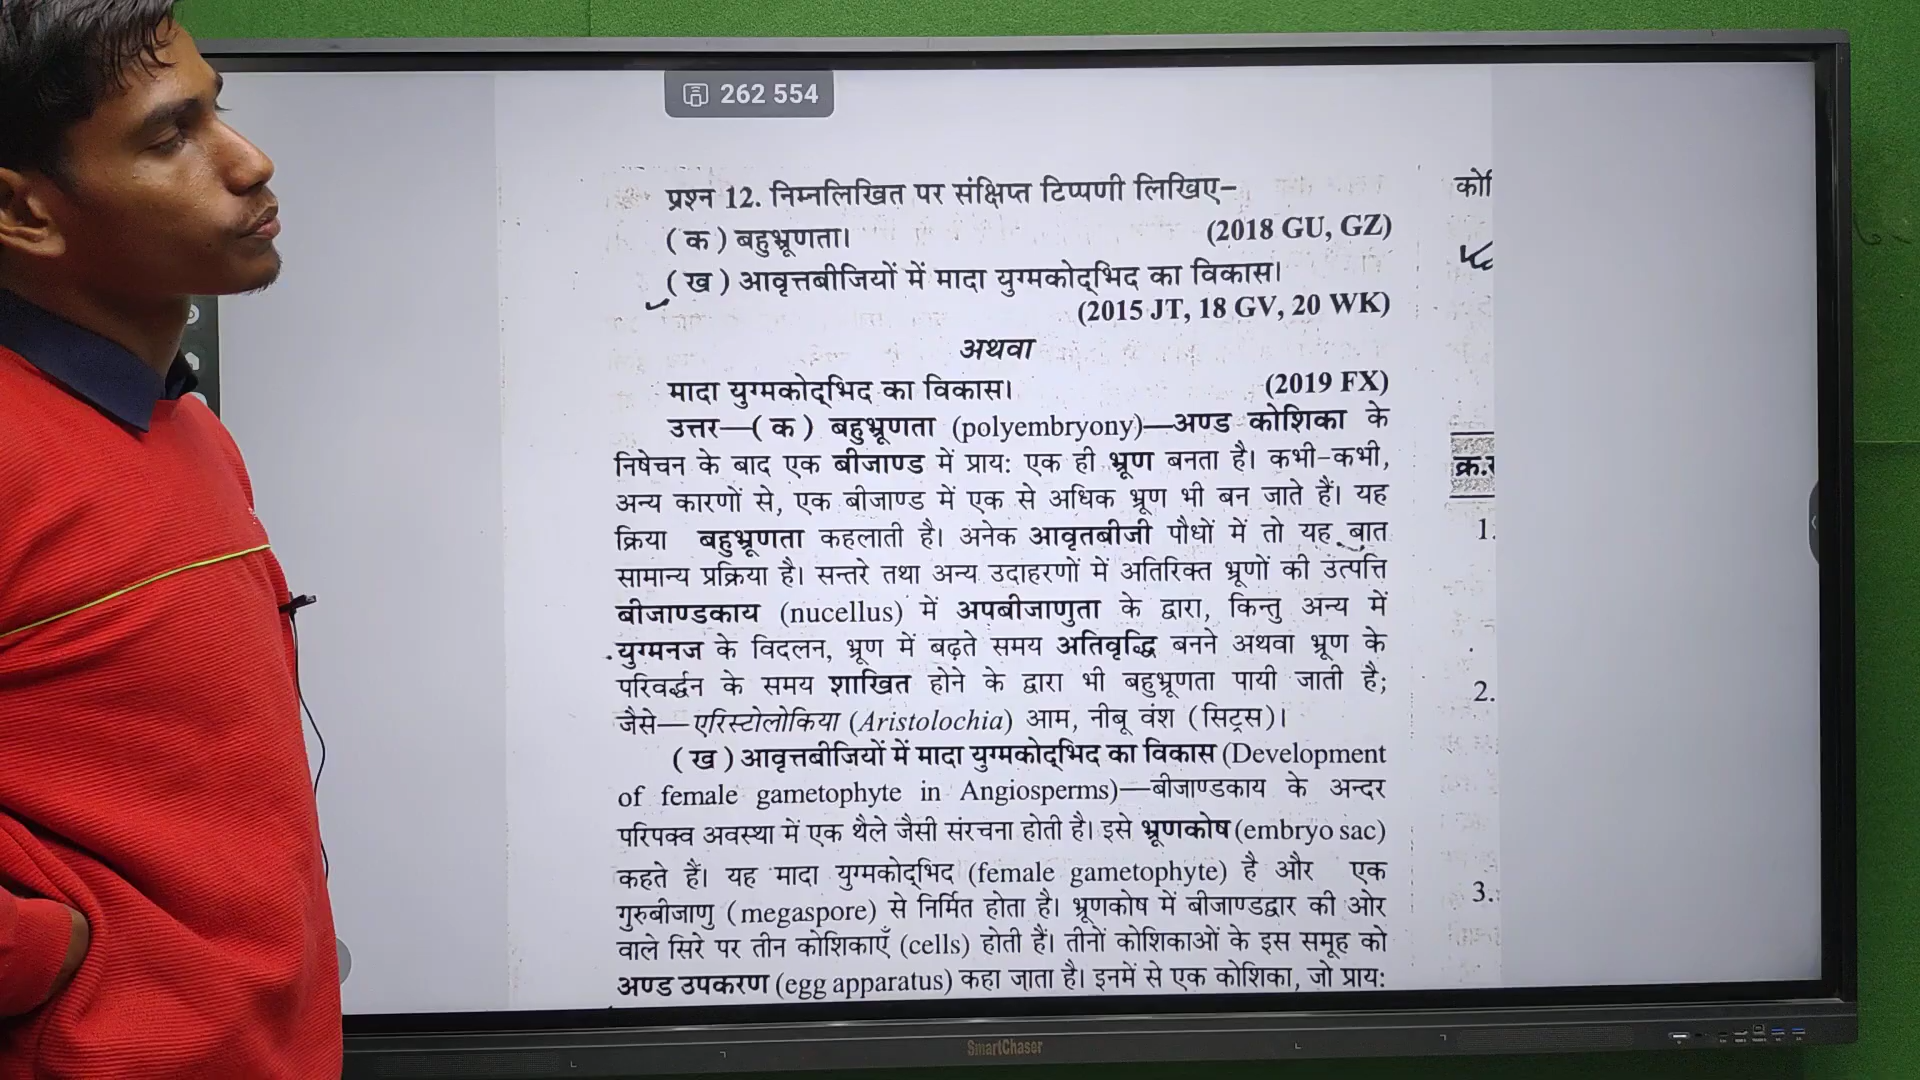 262 554
प्रश्न 12. निम्नलिखित पर संक्षिप्त टिप्पणी लिखिए–
(क) बहुभ्रूणता। (2018 GU, GZ)
(ख) आवृत्तबीजियों में मादा युग्मकोद्भिद का विकास।
(2015 JT, 18 GV, 20 WK)
अथवा
मादा युग्मकोद्भिद का विकास। (2019 FX)
उत्तर—(क) बहुभ्रूणता (polyembryony)—अण्ड कोशिका के
निषेचन के बाद एक बीजाण्ड में प्राय: एक ही भ्रूण बनता है। कभी-कभी,
अन्य कारणों से, एक बीजाण्ड में एक से अधिक भ्रूण भी बन जाते हैं। यह
क्रिया बहुभ्रूणता कहलाती है। अनेक आवृतबीजी पौधों में तो यह बात
सामान्य प्रक्रिया है। सन्तरे तथा अन्य उदाहरणों में अतिरिक्त भ्रूणों की उत्पत्ति
बीजाण्डकाय (nucellus) में अपबीजाणुता के द्वारा, किन्तु अन्य में
युग्मनज के विदलन, भ्रूण में बढ़ते समय अतिवृद्धि बनने अथवा भ्रूण के
परिवर्द्धन के समय शाखित होने के द्वारा भी बहुभ्रूणता पायी जाती है;
जैसे—एरिस्टोलोकिया (Aristolochia) आम, नीबू वंश (सिट्रस)।
(ख) आवृत्तबीजियों में मादा युग्मकोद्भिद का विकास (Development
of female gametophyte in Angiosperms)—बीजाण्डकाय के अन्दर
परिपक्व अवस्था में एक थैले जैसी संरचना होती है। इसे भ्रूणकोष (embryo sac)
कहते हैं। यह मादा युग्मकोद्भिद (female gametophyte) है और एक
गुरुबीजाणु (megaspore) से निर्मित होता है। भ्रूणकोष में बीजाण्डद्वार की ओर
वाले सिरे पर तीन कोशिकाएँ (cells) होती हैं। तीनों कोशिकाओं के इस समूह को
अण्ड उपकरण (egg apparatus) कहा जाता है। इनमें से एक कोशिका, जो प्राय:
1.
2.
3.
SmartChaser